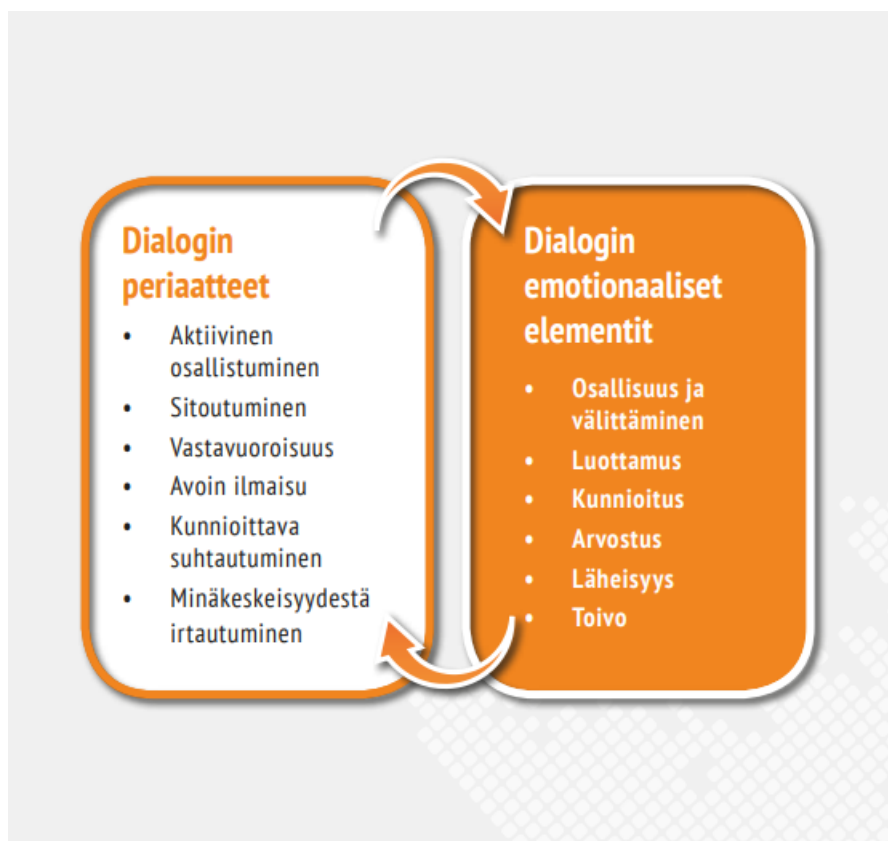 Dialogin
periaatteet
• Aktiivinen
osallistuminen
• Sitoutuminen
• Vastavuoroisuus
• Avoin ilmaisu
• Kunnioittava
suhtautuminen
• Minäkeskeisyydestä
irtautuminen
Dialogin
emotionaaliset
elementit
• Osallisuus ja
välittäminen
• Luottamus
• Kunnioitus
• Arvostus
• Läheisyys
• Toivo